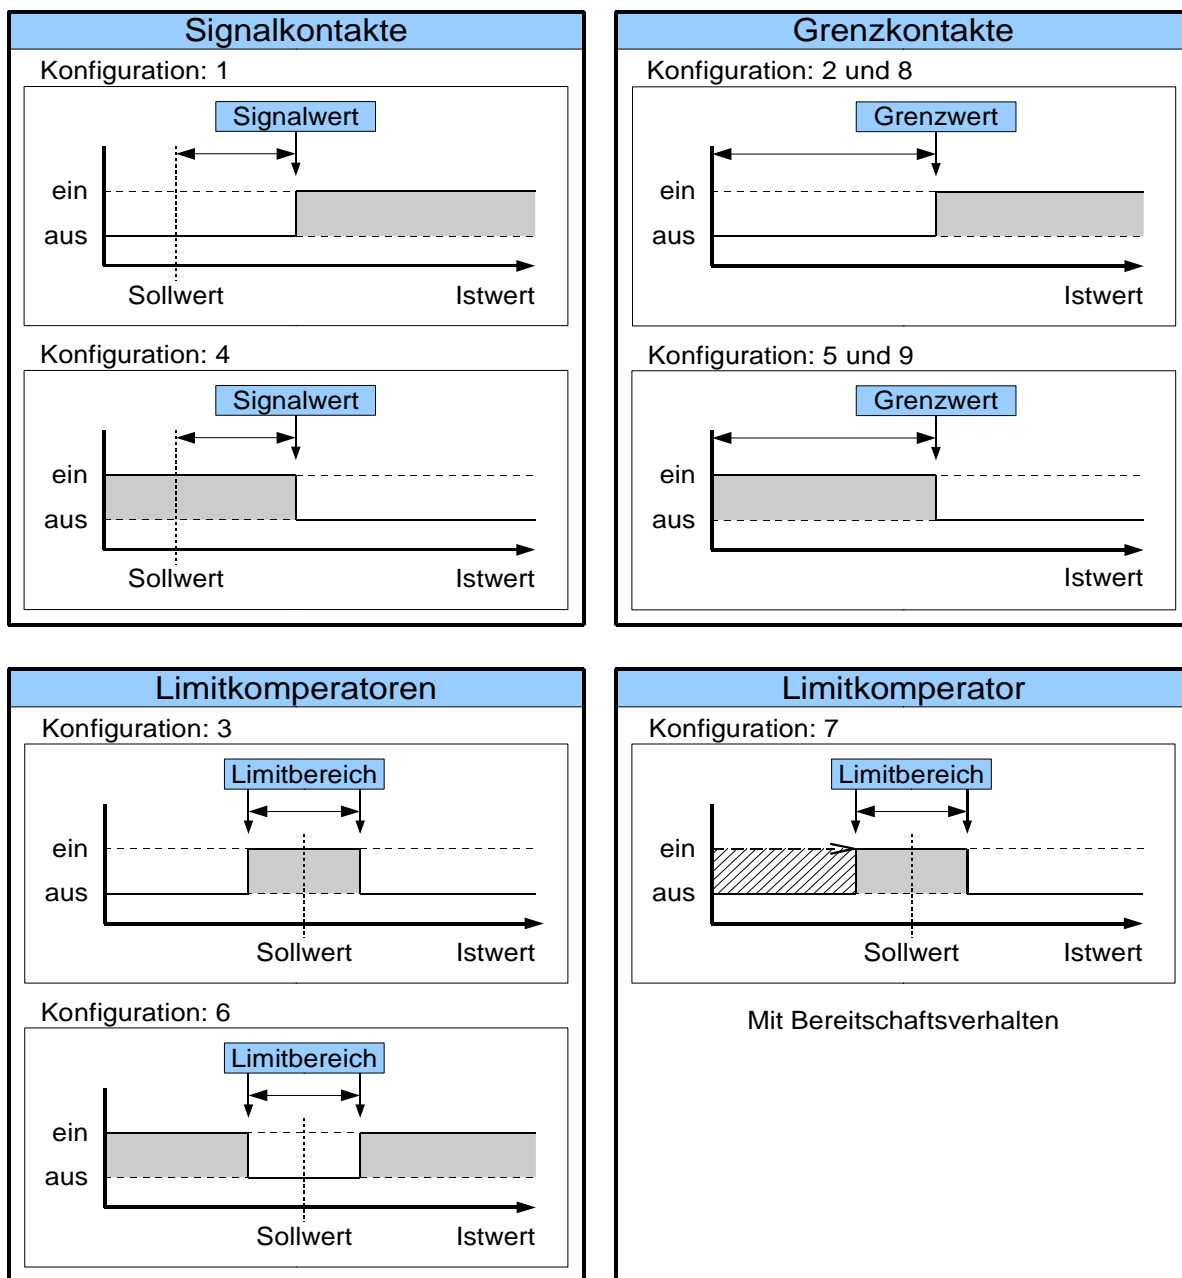 Signalkontakte
Konfiguration: 1
Signalwert
ein
aus
Sollwert
Istwert
Konfiguration: 4
Signalwert
ein
aus
Sollwert
Istwert
Grenzkontakte
Konfiguration: 2 und 8
Grenzwert
ein
aus
Istwert
Konfiguration: 5 und 9
Grenzwert
ein
aus
Istwert
Limitkomperatoren
Konfiguration: 3
Limitbereich
ein
aus
Sollwert
Istwert
Konfiguration: 6
Limitbereich
ein
aus
Sollwert
Istwert
Limitkomperator
Konfiguration: 7
Limitbereich
ein
aus
Sollwert
Istwert
Mit Bereitschaftsverhalten